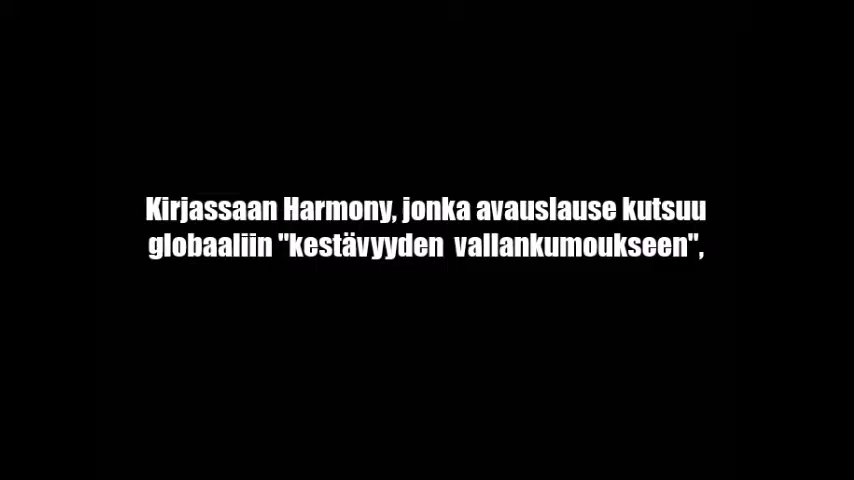 Kirjassaan Harmony, jonka avauslause kutsuu
globaaliin "kestävyyden  vallankumoukseen",